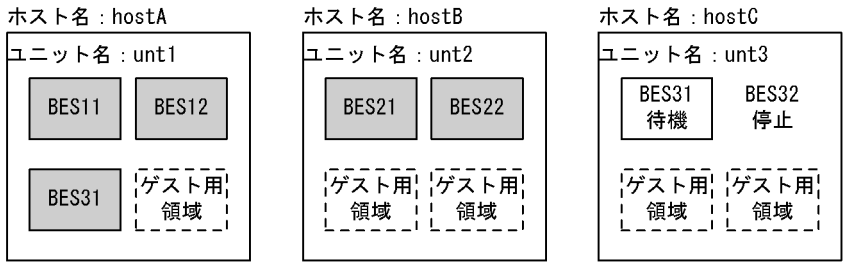 ホスト名：hostA
ユニット名：unt1
BES11
BES12
BES31
ゲスト用
領域
ホスト名：hostB
ユニット名：unt2
BES21
BES22
ゲスト用
領域
ゲスト用
領域
ホスト名：hostC
ユニット名：unt3
BES31
待機
BES32
停止
ゲスト用
領域
ゲスト用
領域